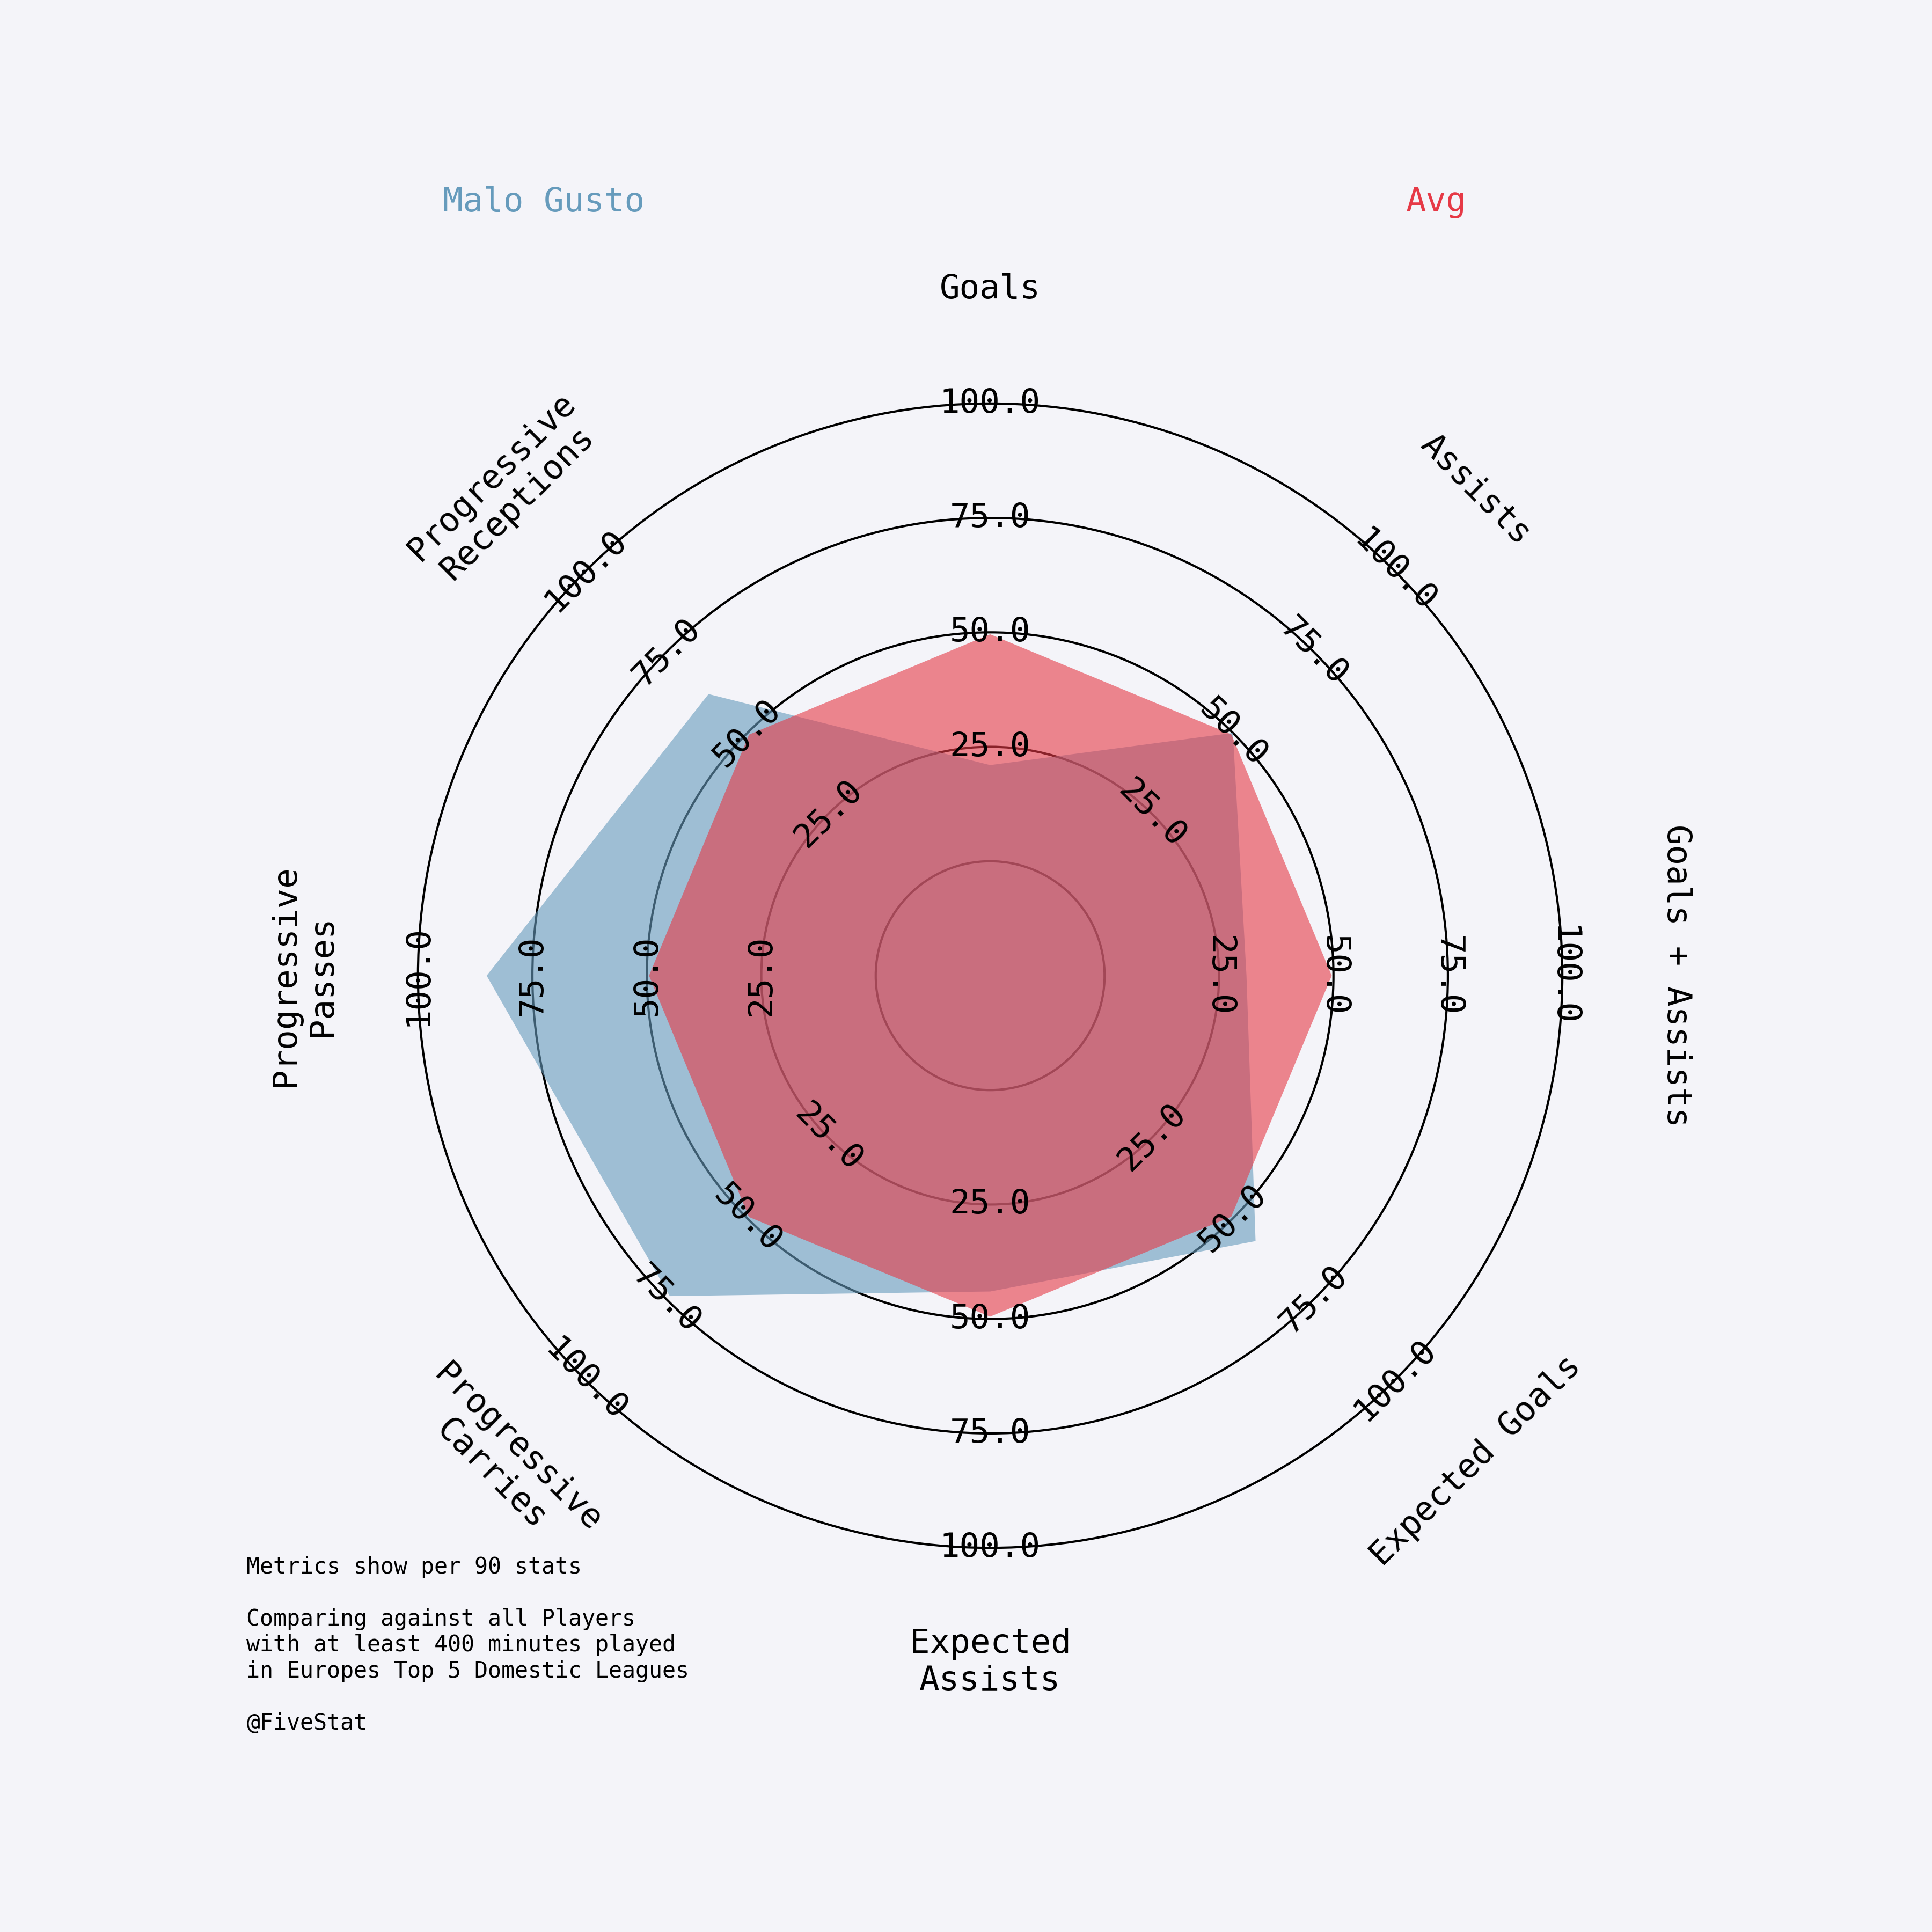 Malo Gusto
Avg
Goals
Assists
Goals + Assists
Expected Goals
Expected
Assists
Progressive
Carries
Progressive
Passes
Progressive
Receptions
25.0
50.0
75.0
100.0
25.0
50.0
75.0
100.0
25.0
50.0
75.0
100.0
25.0
50.0
75.0
100.0
25.0
50.0
75.0
100.0
25.0
50.0
75.0
100.0
25.0
50.0
75.0
100.0
25.0
50.0
75.0
100.0
Metrics show per 90 stats
Comparing against all Players
with at least 400 minutes played
in Europes Top 5 Domestic Leagues
@FiveStat